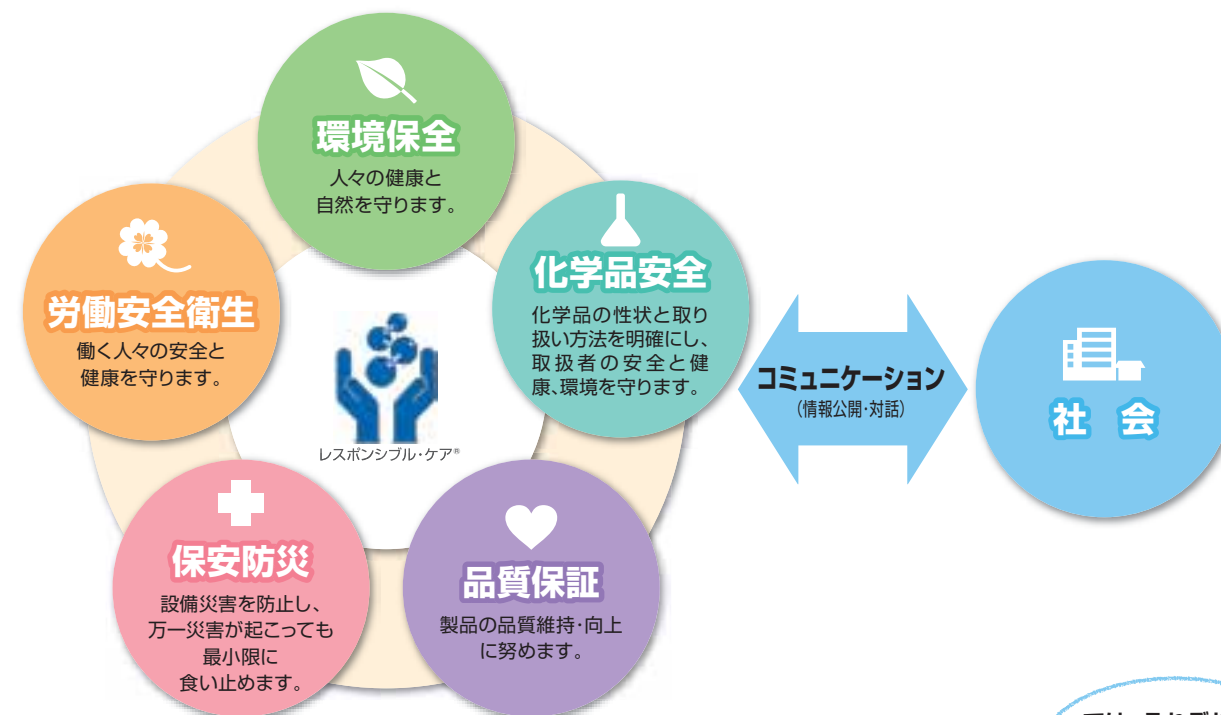 環境保全
人々の健康と
自然を守ります。
化学品安全
化学品の性状と取り
扱い方法を明確にし、
取扱者の安全と健
康、環境を守ります。
労働安全衛生
働く人々の安全と
健康を守ります。
レスポンシブル・ケア®
コミュニケーション
(情報公開・対話)
社 会
保安防災
設備災害を防止し、
万一災害が起こっても
最小限に
食い止めます。
品質保証
製品の品質維持・向上
に努めます。